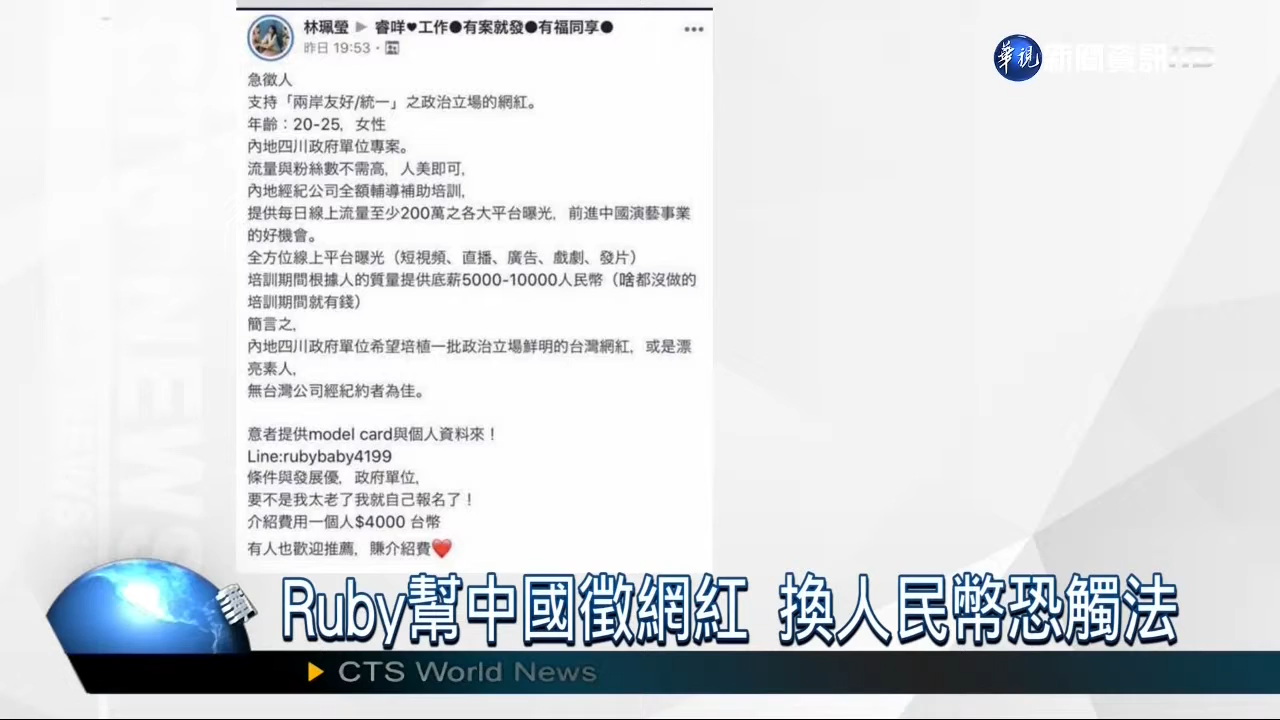 林珮瑩 ▶ 睿咩♥工作●有案就發●有福同享●
昨日 19:53
急徵人
支持「兩岸友好/統一」之政治立場的網紅。
年齡：20-25，女性
內地四川政府單位專案。
流量與粉絲數不需高，人美即可，
內地經紀公司全額輔導補助培訓，
提供每日線上流量至少200萬之各大平台曝光，前進中國演藝事業
的好機會。
全方位線上平台曝光（短視頻、直播、廣告、戲劇、發片）
培訓期間根據人的質量提供底薪5000-10000人民幣（啥都沒做的
培訓期間就有錢）
簡言之，
內地四川政府單位希望培植一批政治立場鮮明的台灣網紅，或是漂
亮素人，
無台灣公司經紀約者為佳。
意者提供model card與個人資料來！
Line:rubybaby4199
條件與發展優，政府單位，
要不是我太老了我就自己報名了！
介紹費用一個人$4000 台幣
有人也歡迎推薦，賺介紹費❤️
華視 新聞資訊HD
Ruby幫中國徵網紅 換人民幣恐觸法
CTS World News